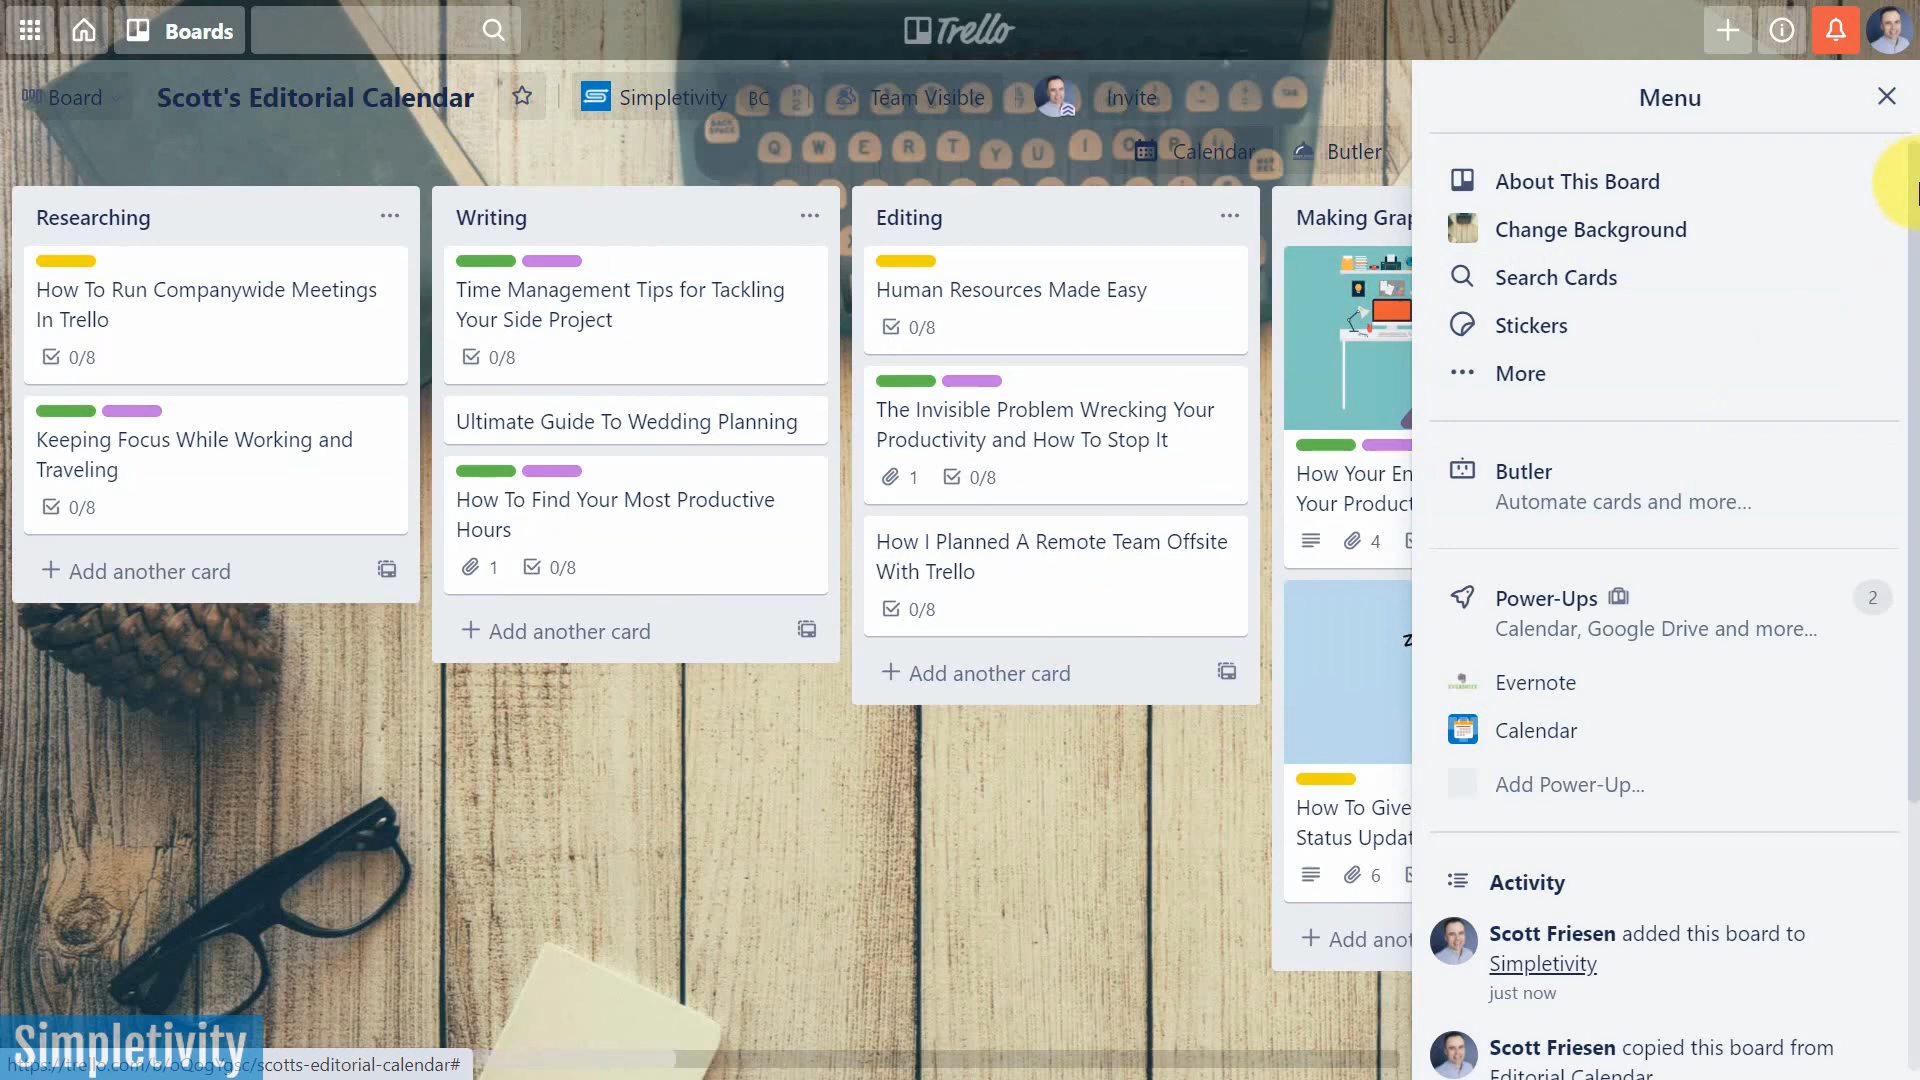 Boards
Trello
Board
Scott's Editorial Calendar
Simpletivity
BC
Team Visible
Invite
Calendar
Butler
Researching
How To Run Companywide Meetings
In Trello
0/8
Keeping Focus While Working and
Traveling
0/8
Add another card
Writing
Time Management Tips for Tackling
Your Side Project
0/8
Ultimate Guide To Wedding Planning
How To Find Your Most Productive
Hours
1 0/8
Add another card
Editing
Human Resources Made Easy
0/8
The Invisible Problem Wrecking Your
Productivity and How To Stop It
1 0/8
How I Planned A Remote Team Offsite
With Trello
0/8
Add another card
Making Grap
How Your En
Your Product
4
How To Give
Status Updat
6
Add anot
Menu
About This Board
Change Background
Search Cards
Stickers
More
Butler
Automate cards and more...
Power-Ups
2
Calendar, Google Drive and more...
Evernote
Calendar
Add Power-Up...
Activity
Scott Friesen added this board to
Simpletivity
just now
Scott Friesen copied this board from
Editorial Calendar
Simpletivity
https://trello.com/b/oQogYqsc/scotts-editorial-calendar#